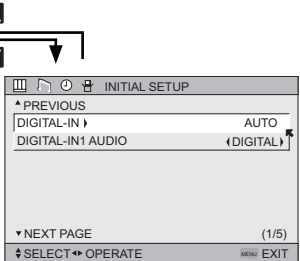 INITIAL SETUP
PREVIOUS
DIGITAL-IN AUTO
DIGITAL-IN1 AUDIO DIGITAL
NEXT PAGE (1/5)
SELECT OPERATE MENU EXIT